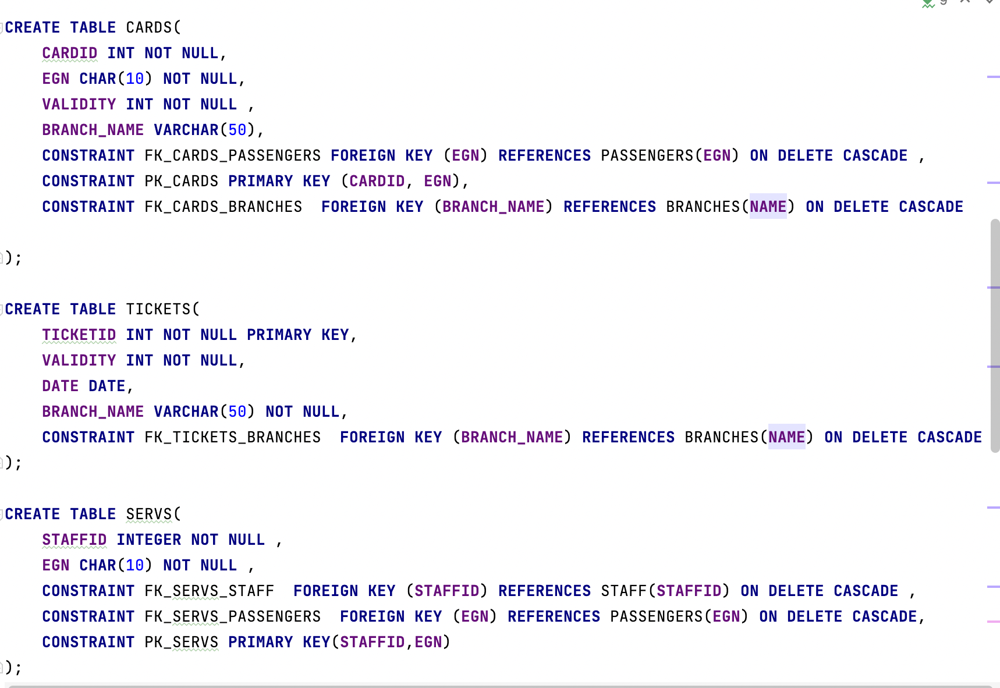 9
CREATE TABLE CARDS(
    CARDID INT NOT NULL,
    EGN CHAR(10) NOT NULL,
    VALIDITY INT NOT NULL ,
    BRANCH_NAME VARCHAR(50),
    CONSTRAINT FK_CARDS_PASSENGERS FOREIGN KEY (EGN) REFERENCES PASSENGERS(EGN) ON DELETE CASCADE ,
    CONSTRAINT PK_CARDS PRIMARY KEY (CARDID, EGN),
    CONSTRAINT FK_CARDS_BRANCHES  FOREIGN KEY (BRANCH_NAME) REFERENCES BRANCHES(NAME) ON DELETE CASCADE
);
CREATE TABLE TICKETS(
    TICKETID INT NOT NULL PRIMARY KEY,
    VALIDITY INT NOT NULL,
    DATE DATE,
    BRANCH_NAME VARCHAR(50) NOT NULL,
    CONSTRAINT FK_TICKETS_BRANCHES  FOREIGN KEY (BRANCH_NAME) REFERENCES BRANCHES(NAME) ON DELETE CASCADE
);
CREATE TABLE SERVS(
    STAFFID INTEGER NOT NULL ,
    EGN CHAR(10) NOT NULL ,
    CONSTRAINT FK_SERVS_STAFF  FOREIGN KEY (STAFFID) REFERENCES STAFF(STAFFID) ON DELETE CASCADE ,
    CONSTRAINT FK_SERVS_PASSENGERS  FOREIGN KEY (EGN) REFERENCES PASSENGERS(EGN) ON DELETE CASCADE,
    CONSTRAINT PK_SERVS PRIMARY KEY(STAFFID,EGN)
);